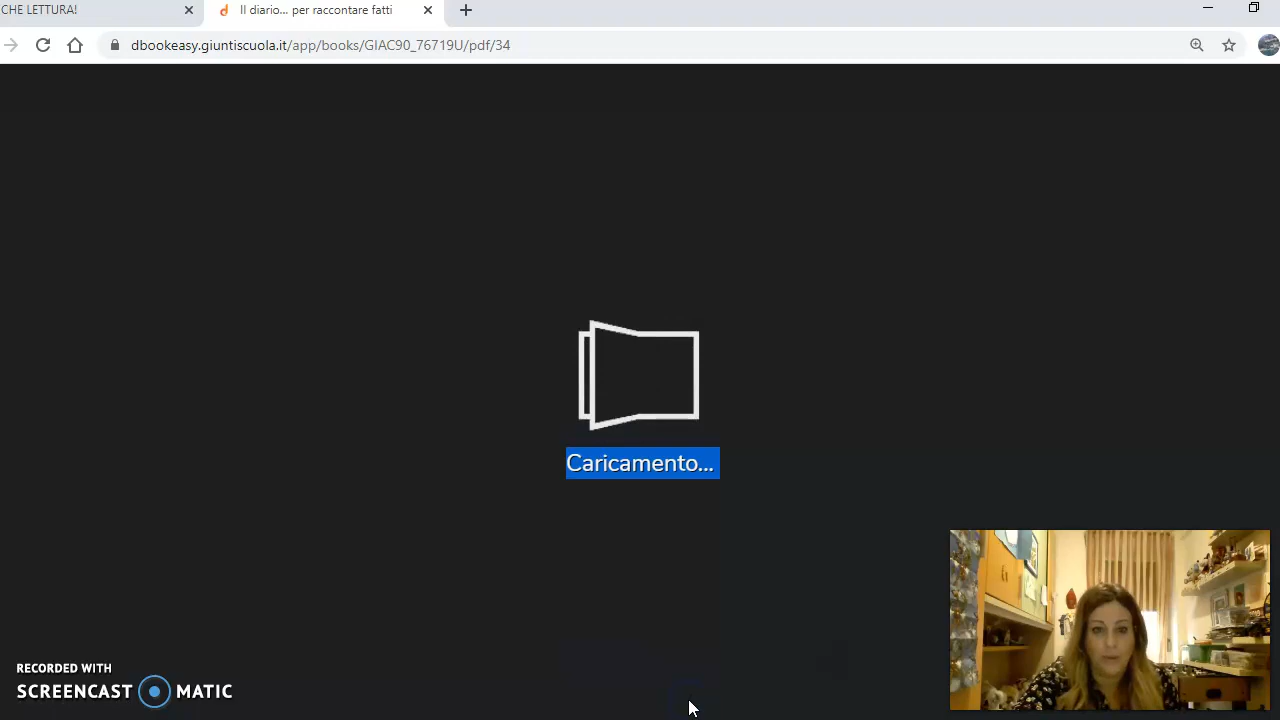 CHE LETTURA!
Il diario... per raccontare fatti
dbookeasy.giuntiscuola.it/app/books/GIAC90_76719U/pdf/34
Caricamento...
RECORDED WITH
SCREENCAST MATIC